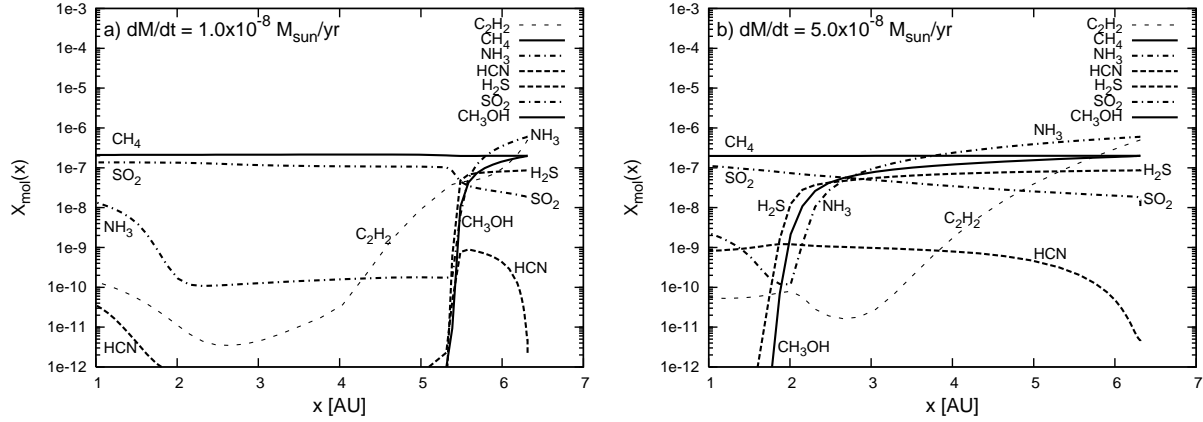 a) dM/dt = 1.0x10⁻⁸ M_sun/yr
C₂H₂
CH₄
NH₃
HCN
H₂S
SO₂
CH₃OH
1e-3
1e-4
1e-5
1e-6
1e-7
1e-8
1e-9
1e-10
1e-11
1e-12
X_mol(x)
CH₄
SO₂
NH₃
HCN
C₂H₂
NH₃
H₂S
SO₂
CH₃OH
HCN
1 2 3 4 5 6 7
x [AU]
b) dM/dt = 5.0x10⁻⁸ M_sun/yr
C₂H₂
CH₄
NH₃
HCN
H₂S
SO₂
CH₃OH
1e-3
1e-4
1e-5
1e-6
1e-7
1e-8
1e-9
1e-10
1e-11
1e-12
X_mol(x)
CH₄
SO₂
H₂S
NH₃
CH₃OH
C₂H₂
NH₃
H₂S
SO₂
HCN
1 2 3 4 5 6 7
x [AU]